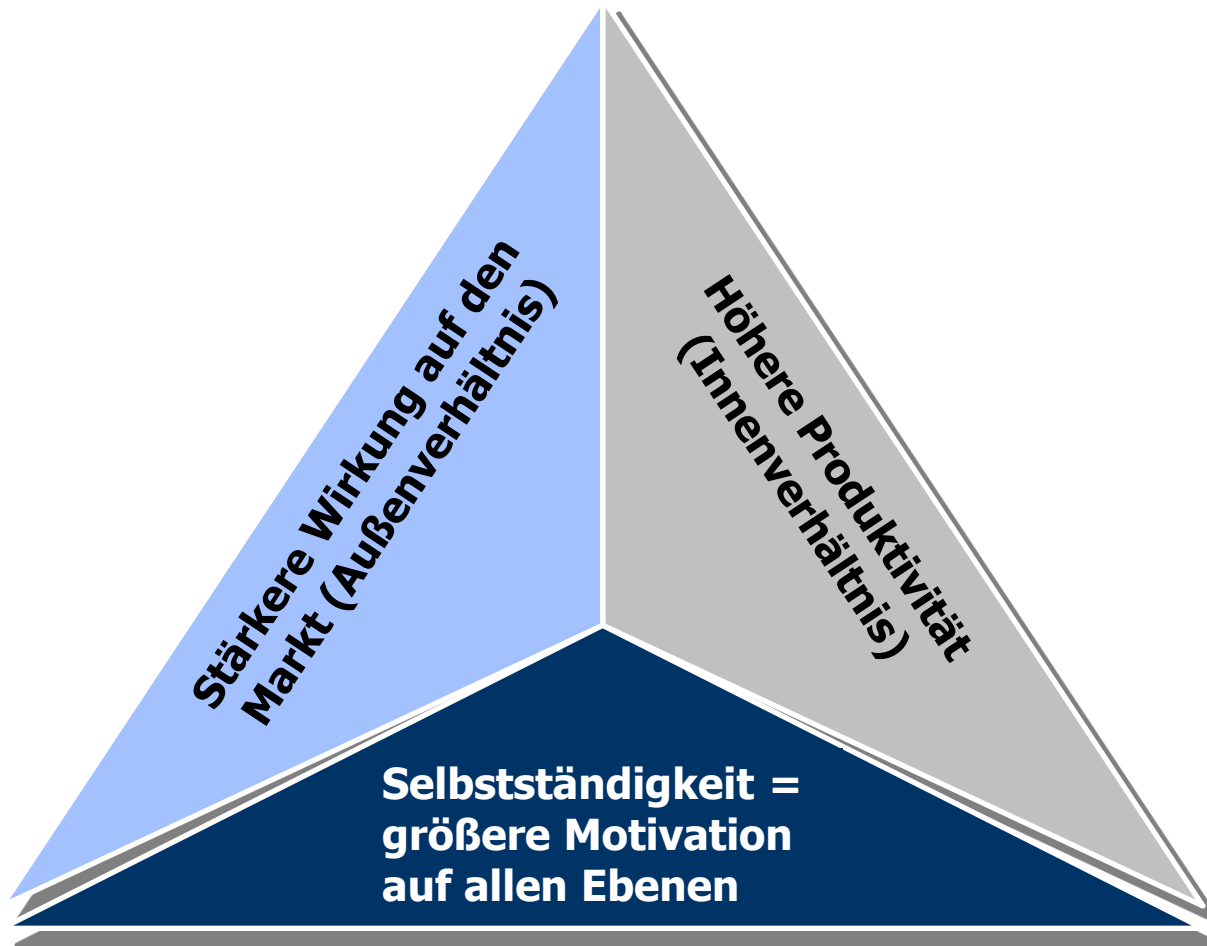 Stärkere Wirkung auf den
Markt (Außenverhältnis)
Höhere Produktivität
(Innenverhältnis)
Selbstständigkeit =
größere Motivation
auf allen Ebenen